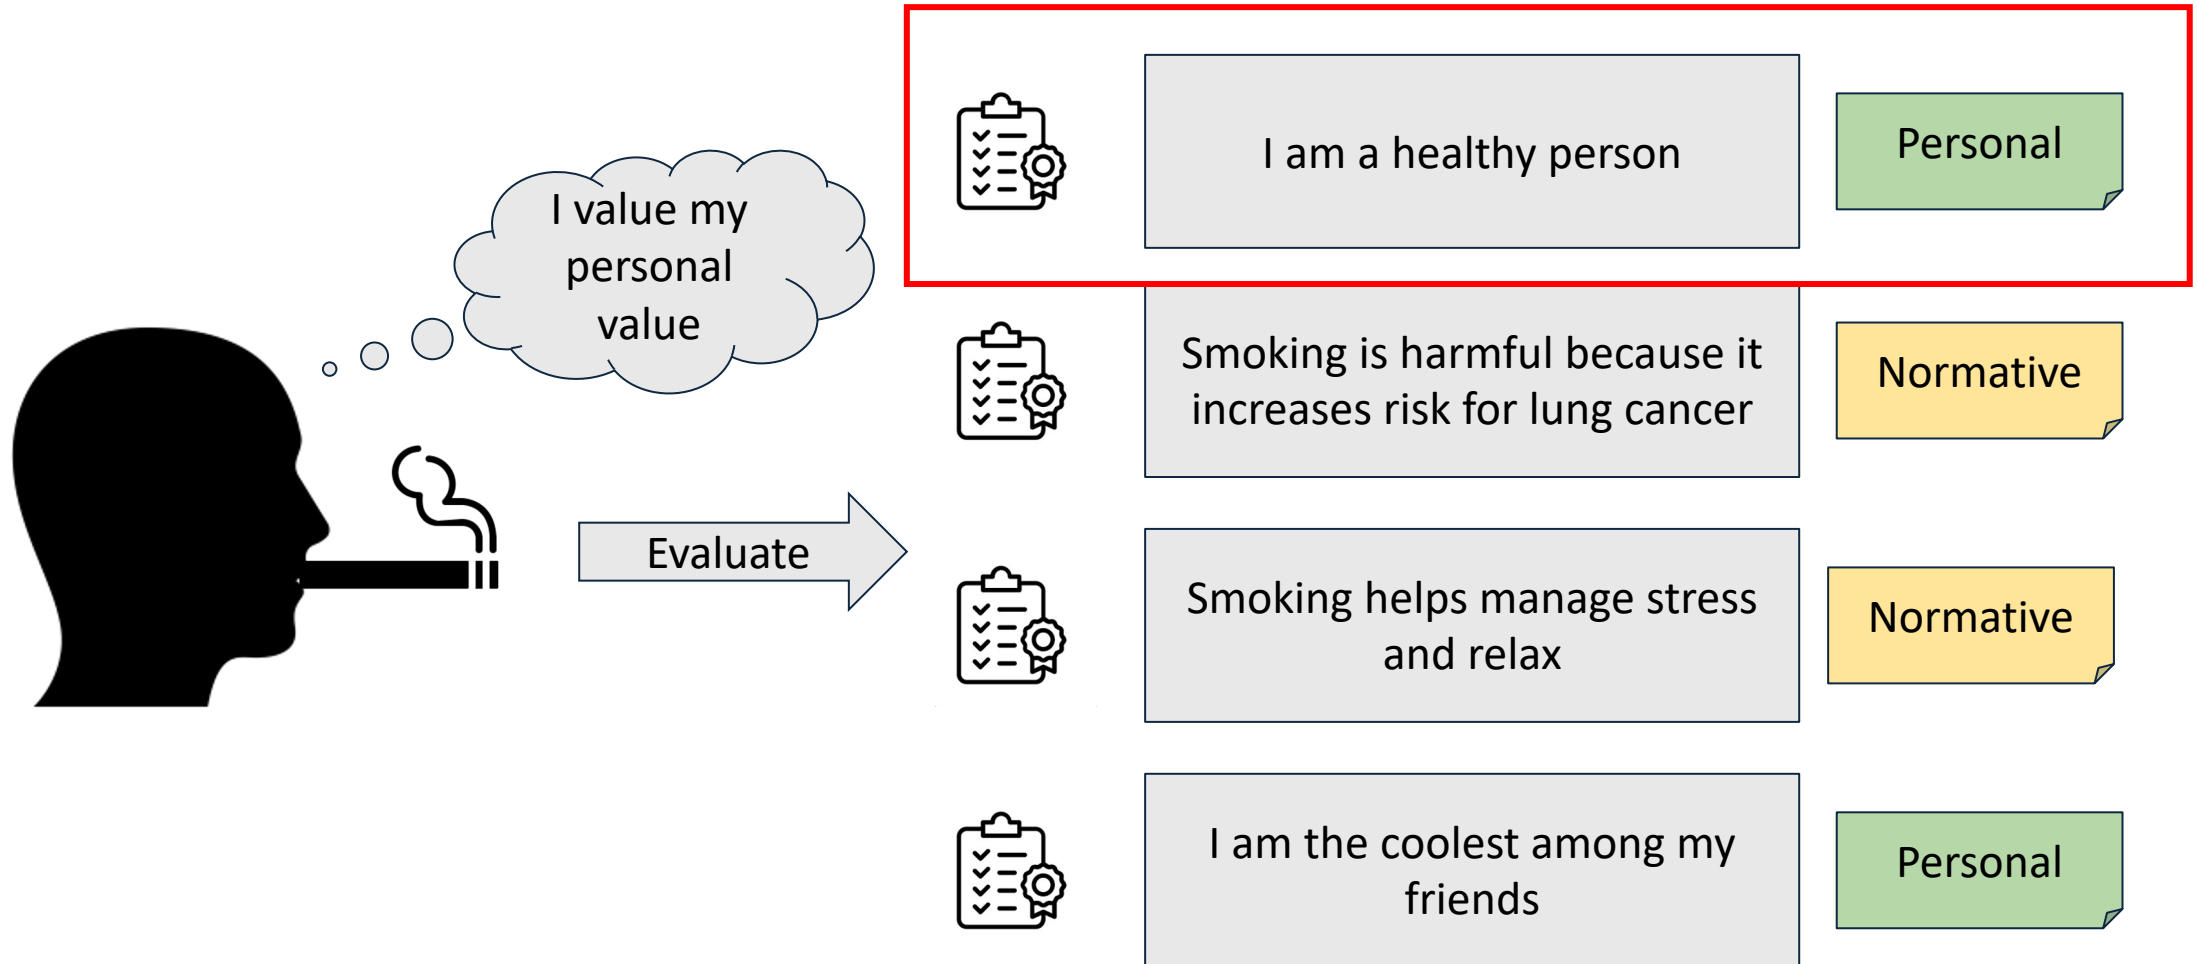 I value my
personal
value
Evaluate
I am a healthy person
Personal
Smoking is harmful because it
increases risk for lung cancer
Normative
Smoking helps manage stress
and relax
Normative
I am the coolest among my
friends
Personal